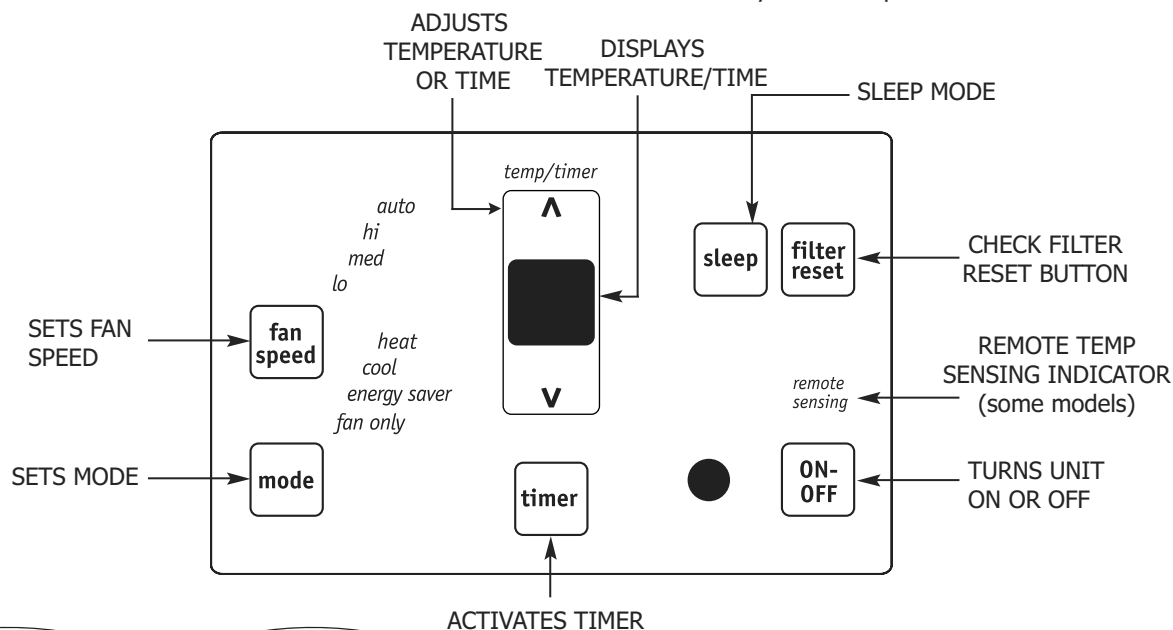 ADJUSTS
TEMPERATURE
OR TIME
DISPLAYS
TEMPERATURE/TIME
SLEEP MODE
temp/timer
auto
hi
med
lo
sleep
filter
reset
CHECK FILTER
RESET BUTTON
SETS FAN
SPEED
fan
speed
heat
cool
energy saver
fan only
REMOTE TEMP
SENSING INDICATOR
(some models)
remote
sensing
SETS MODE
mode
timer
ON-
OFF
TURNS UNIT
ON OR OFF
ACTIVATES TIMER